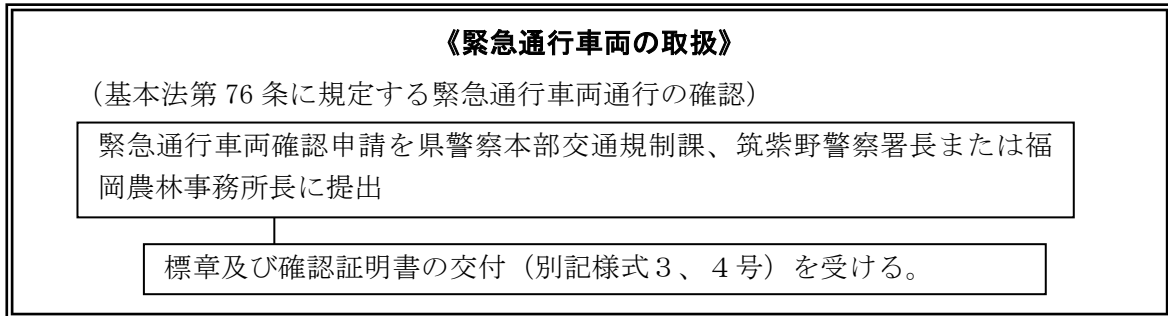 《緊急通行車両の取扱》
（基本法第 76 条に規定する緊急通行車両通行の確認）
緊急通行車両確認申請を県警察本部交通規制課、筑紫野警察署長または福
岡農林事務所長に提出
標章及び確認証明書の交付（別記様式３、４号）を受ける。